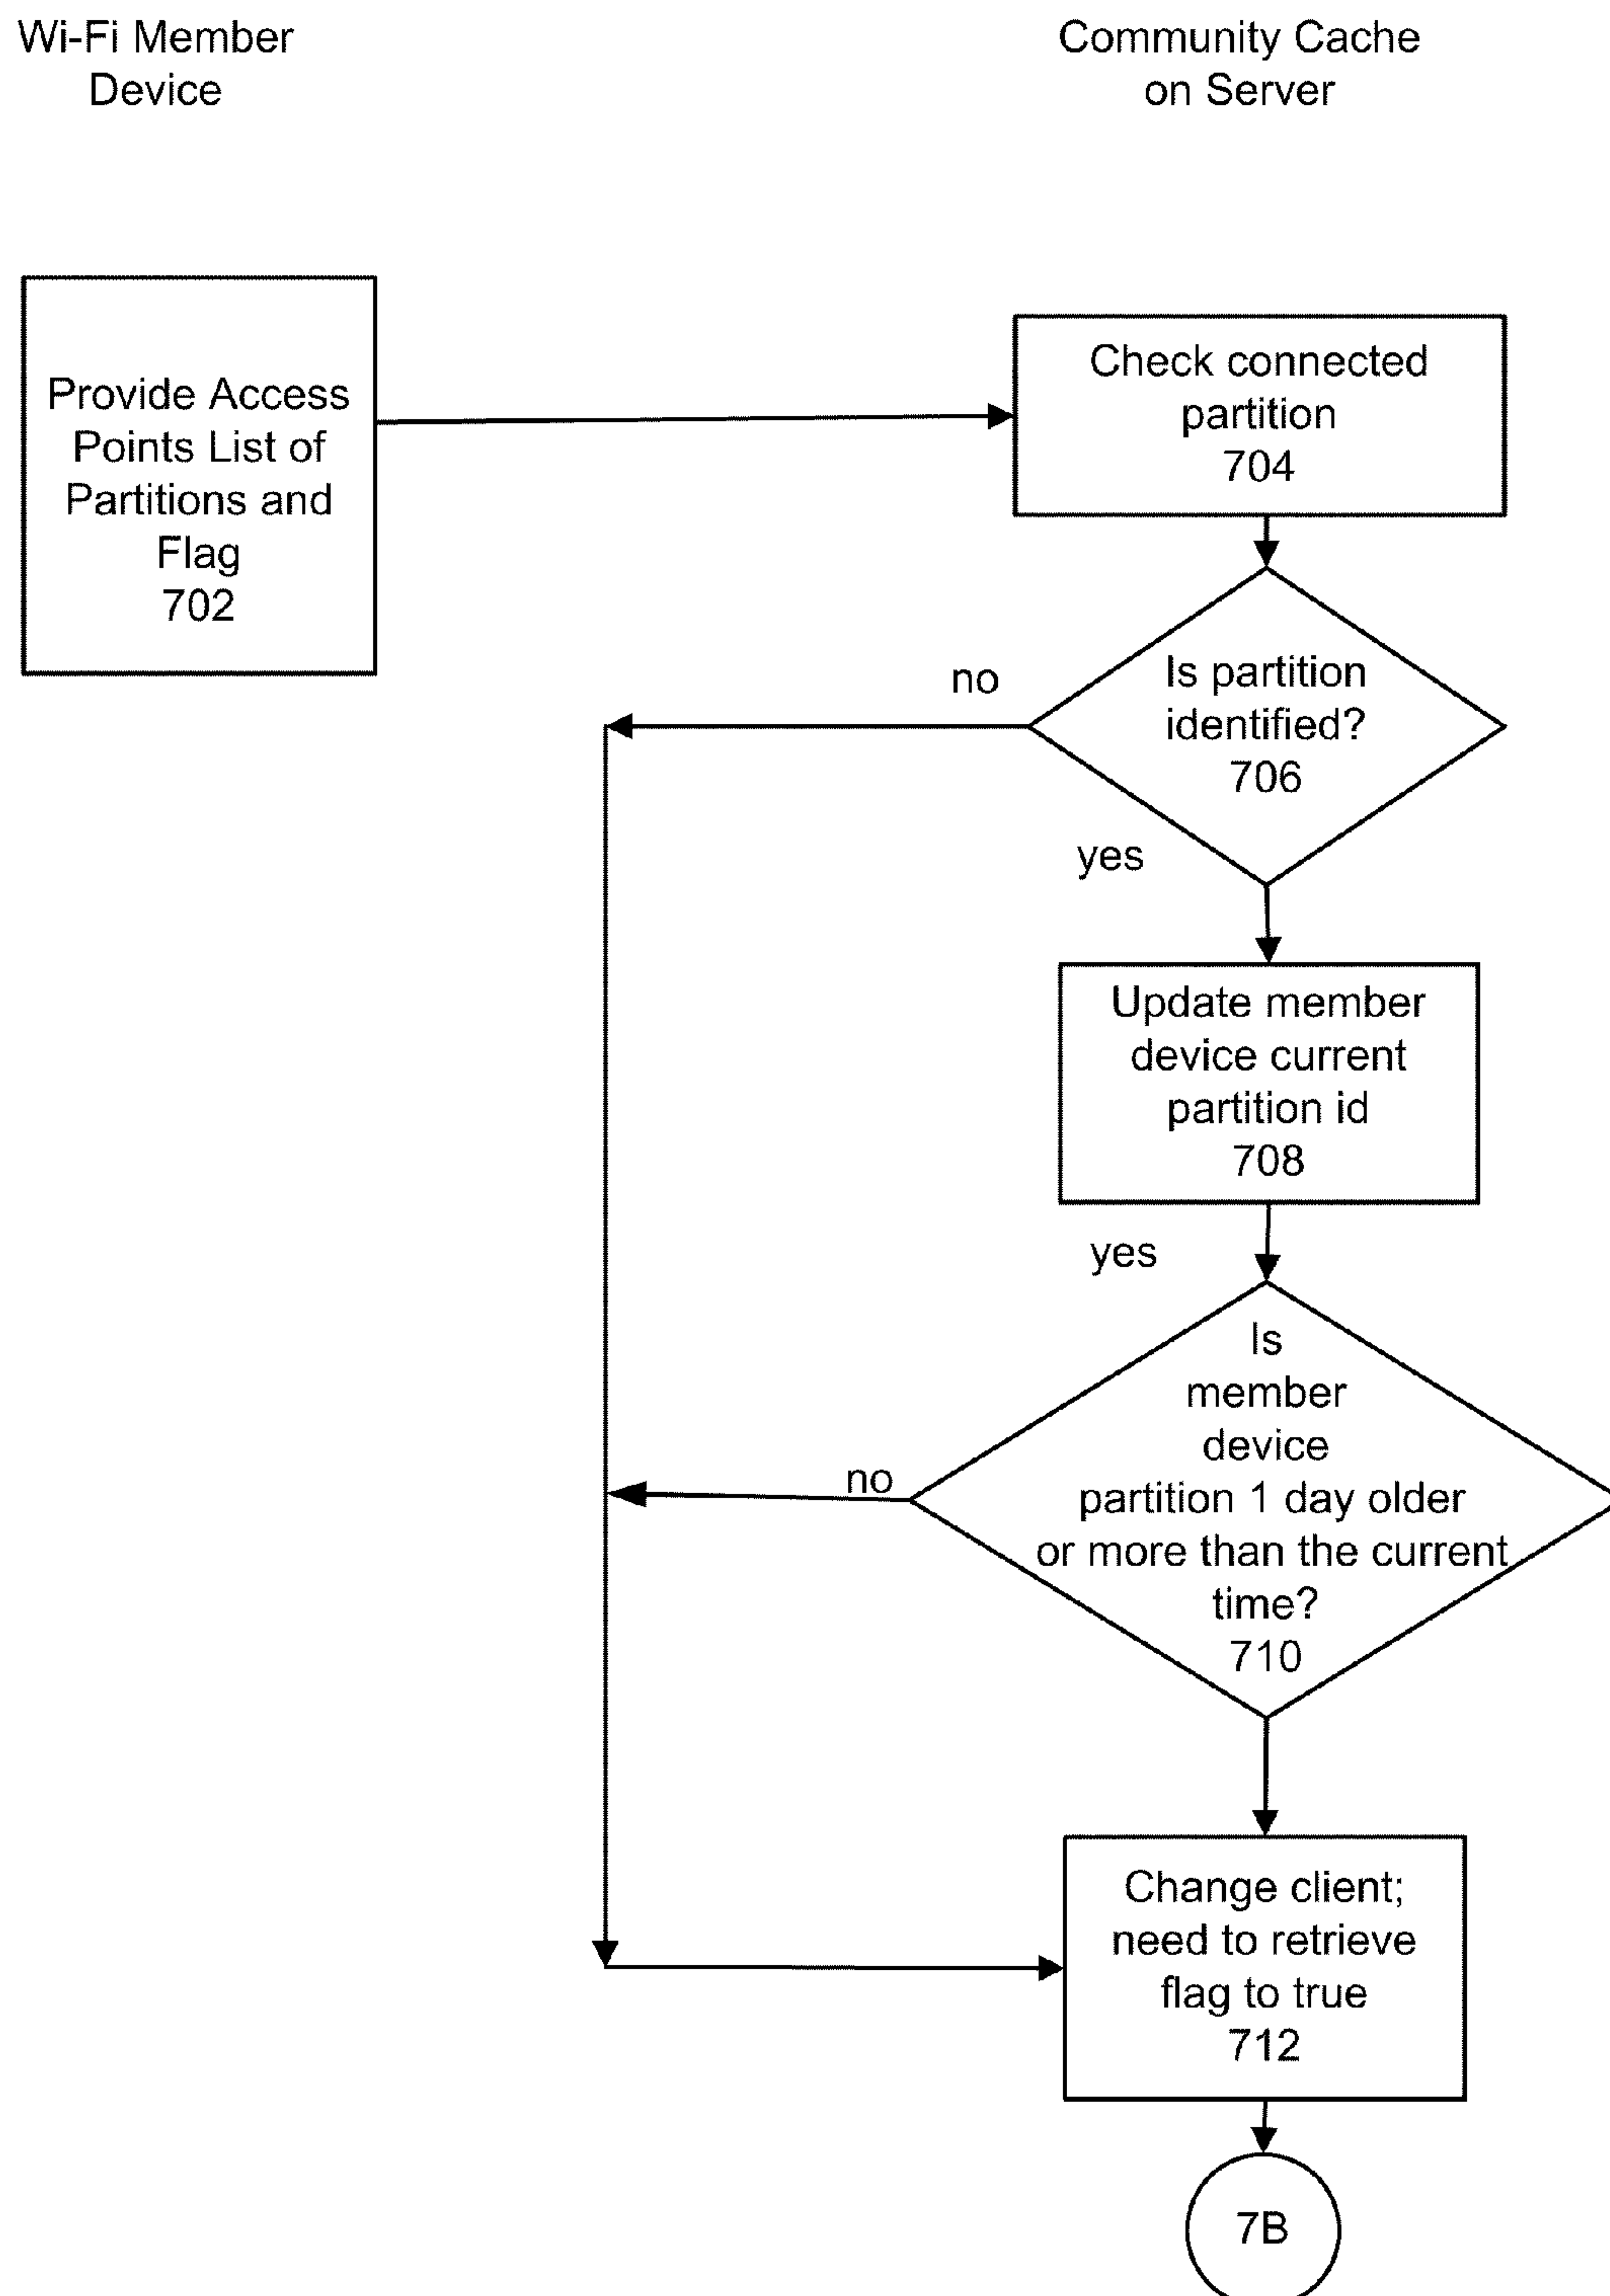 Wi-Fi Member
Device
Community Cache
on Server
Provide Access
Points List of
Partitions and
Flag
702
Check connected
partition
704
no
Is partition
identified?
706
yes
Update member
device current
partition id
708
yes
Is
member
device
partition 1 day older
or more than the current
time?
710
no
Change client;
need to retrieve
flag to true
712
7B